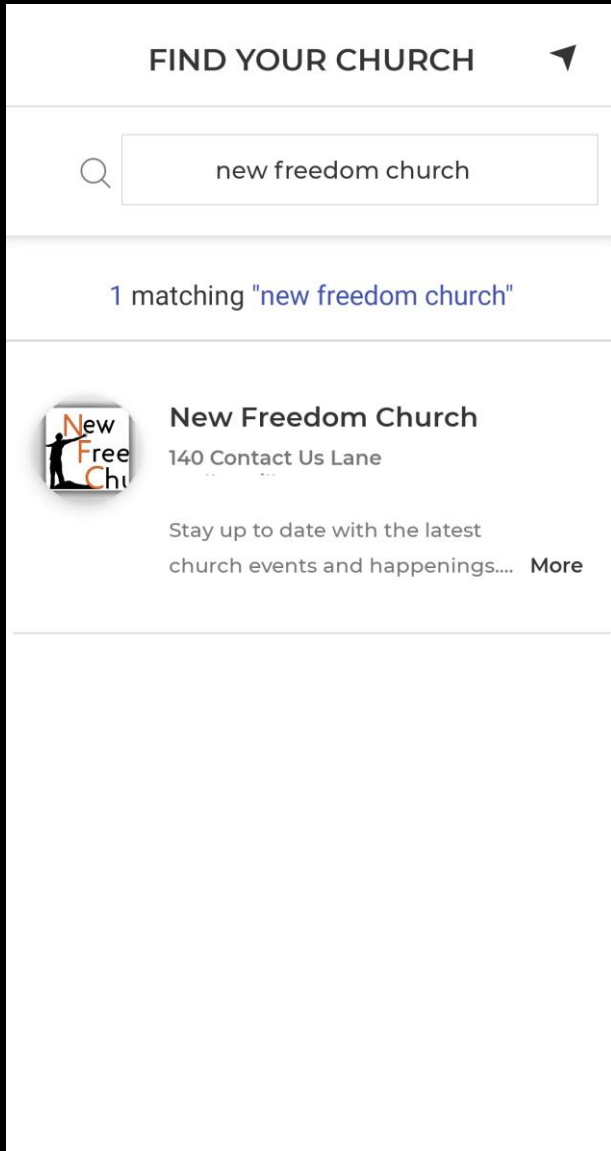 FIND YOUR CHURCH
new freedom church
1 matching "new freedom church"
New
Free
Chu
New Freedom Church
140 Contact Us Lane
Stay up to date with the latest
church events and happenings.... More